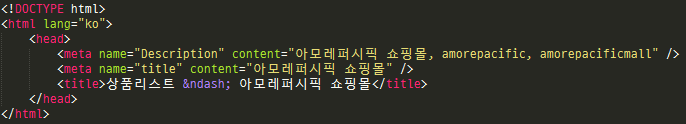 <!DOCTYPE html>
<html lang="ko">
<head>
<meta name="Description" content="아모레퍼시픽 쇼핑몰, amorepacific, amorepacificmall" />
<meta name="title" content="아모레퍼시픽 쇼핑몰" />
<title>상품리스트 &ndash; 아모레퍼시픽 쇼핑몰</title>
</head>
</html>